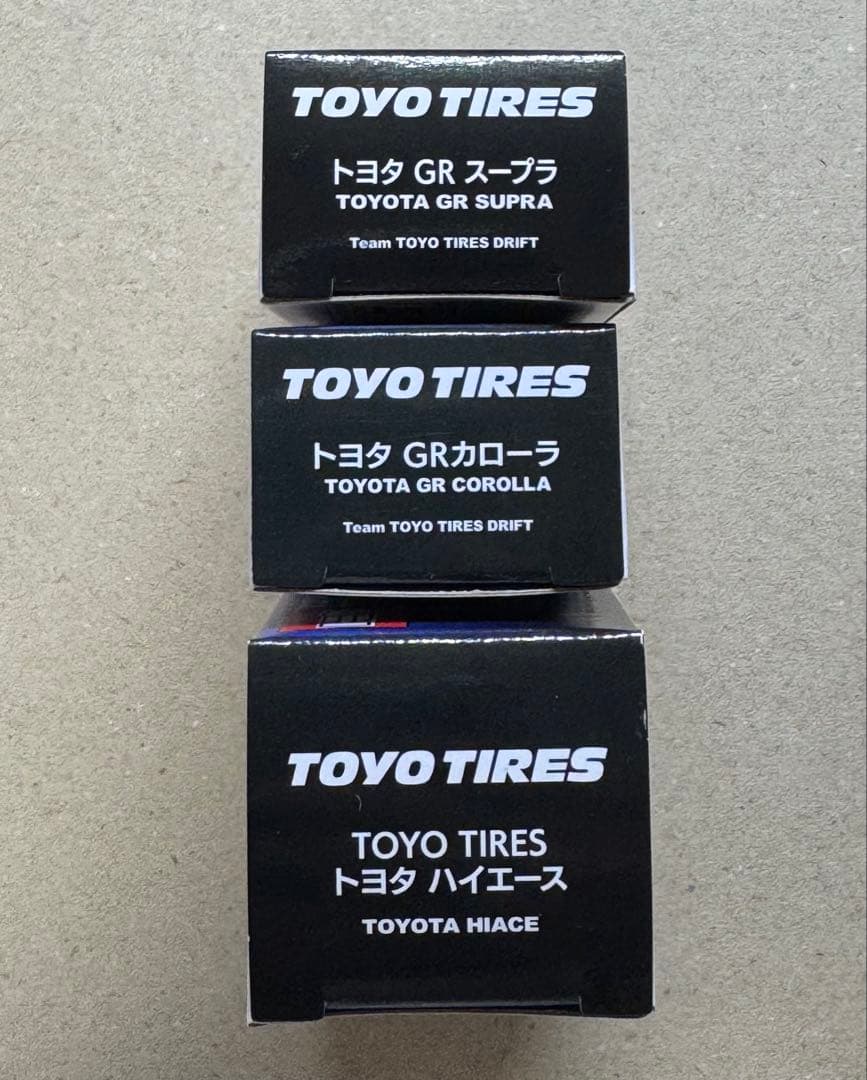 TOYO TIRES
トヨタ GR スープラ
TOYOTA GR SUPRA
Team TOYO TIRES DRIFT
TOYO TIRES
トヨタ GRカローラ
TOYOTA GR COROLLA
Team TOYO TIRES DRIFT
TOYO TIRES
TOYO TIRES
トヨタ ハイエース
TOYOTA HIACE